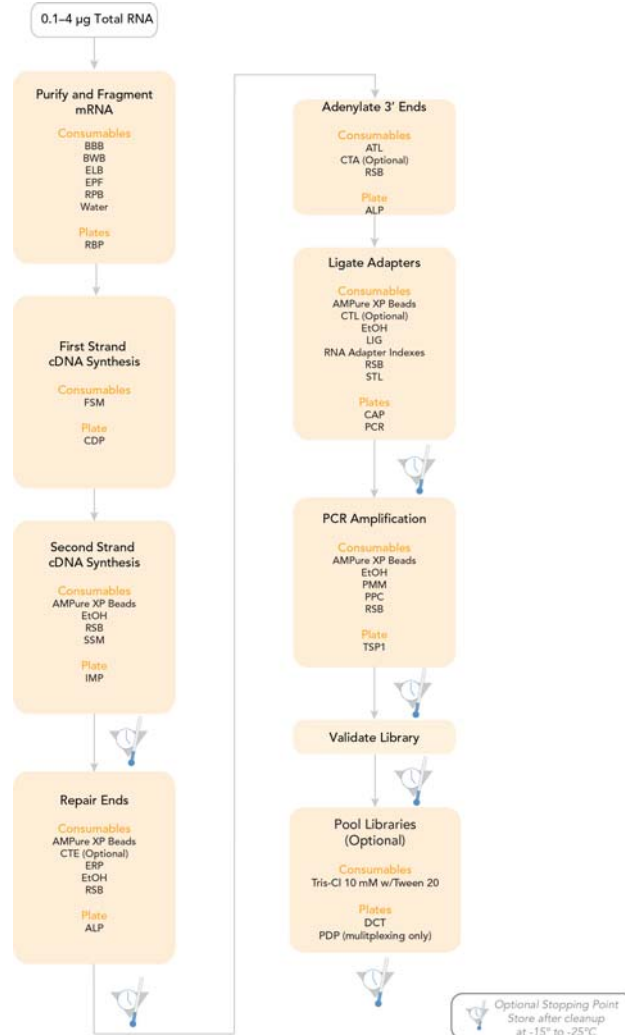 0.1–4 μg Total RNA
Purify and Fragment
mRNA
Consumables
BBB
BWB
ELB
EPF
RPB
Water
Plates
RBP
First Strand
cDNA Synthesis
Consumables
FSM
Plate
CDP
Second Strand
cDNA Synthesis
Consumables
AMPure XP Beads
EtOH
RSB
SSM
Plate
IMP
Repair Ends
Consumables
AMPure XP Beads
CTE (Optional)
ERP
EtOH
RSB
Plate
ALP
Adenylate 3' Ends
Consumables
ATL
CTA (Optional)
RSB
Plate
ALP
Ligate Adapters
Consumables
AMPure XP Beads
CTL (Optional)
EtOH
LIG
RNA Adapter Indexes
RSB
STL
Plates
CAP
PCR
PCR Amplification
Consumables
AMPure XP Beads
EtOH
PMM
PPC
RSB
Plate
TSP1
Validate Library
Pool Libraries
(Optional)
Consumables
Tris-Cl 10 mM w/Tween 20
Plates
DCT
PDP (mulitplexing only)
Optional Stopping Point
Store after cleanup
at -15° to -25°C